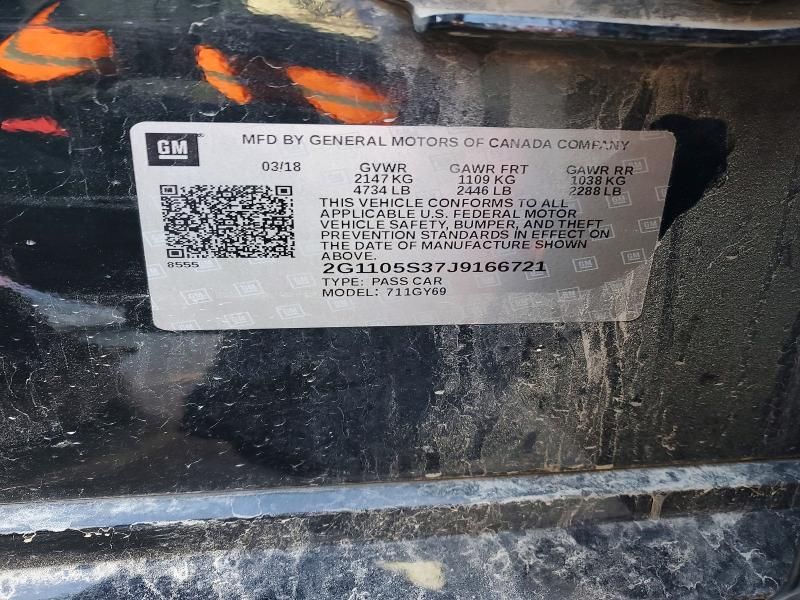 GM MFD BY GENERAL MOTORS OF CANADA COMPANY
03/18 GVWR GAWR FRT GAWR RR
2147 KG 1109 KG 1038 KG
4734 LB 2446 LB 2288 LB
THIS VEHICLE CONFORMS TO ALL
APPLICABLE U.S. FEDERAL MOTOR
VEHICLE SAFETY, BUMPER, AND THEFT
PREVENTION STANDARDS IN EFFECT ON
THE DATE OF MANUFACTURE SHOWN
ABOVE.
8555
2G1105S37J9166721
TYPE: PASS CAR
MODEL: 711GY69